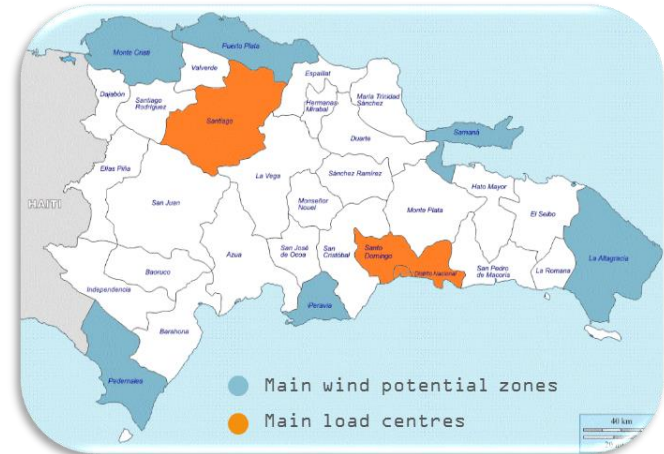 Monte Cristi
Puerto Plata
Valverde
Espaillat
Dajabón
Santiago
Rodríguez
Hermanas
Mirabal
María Trinidad
Sánchez
Santiago
Duarte
Samaná
Elías Piña
La Vega
Sánchez Ramírez
Hato Mayor
HAITI
San Juan
Monseñor
Nouel
Monte Plata
El Seibo
Azua
San José
de Ocoa
San
Cristóbal
Santo
Domingo
La Altagracia
Baoruco
Distrito Nacional
San Pedro
de Macorís
La Romana
Independencia
Peravia
Barahona
Pedernales
Main wind potential zones
Main load centres
40 km